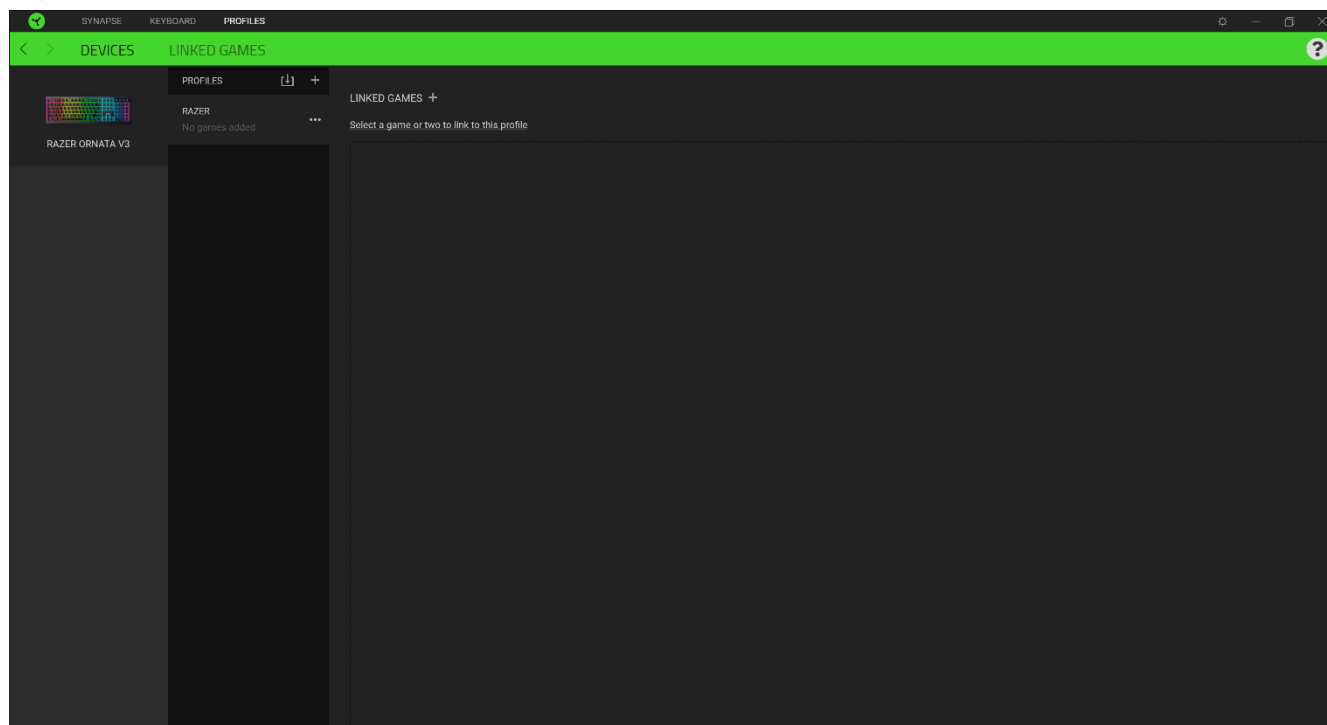 SYNAPSE KEYBOARD PROFILES
DEVICES LINKED GAMES
?
PROFILES
RAZER
No games added
RAZER ORNATA V3
LINKED GAMES +
Select a game or two to link to this profile